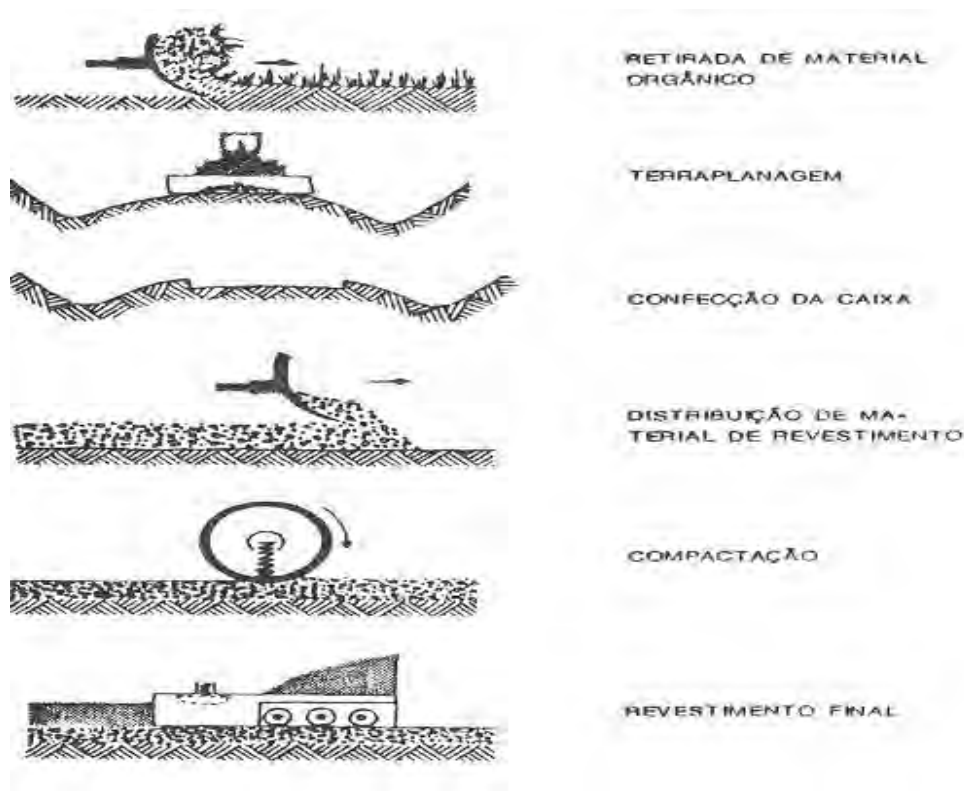 RETIRADA DE MATERIAL
ORGÂNICO
TERRAPLANAGEM
CONFECÇÃO DA CAIXA
DISTRIBUIÇÃO DE MA-
TERIAL DE REVESTIMENTO
COMPACTAÇÃO
REVESTIMENTO FINAL